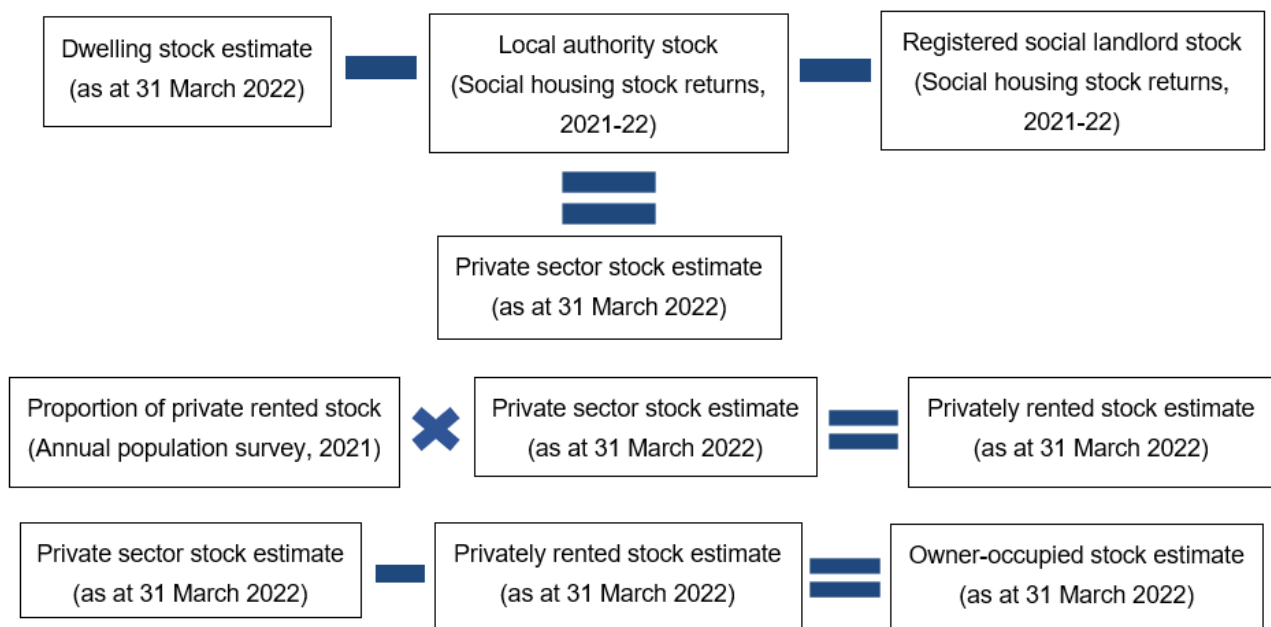 Dwelling stock estimate
(as at 31 March 2022)
Local authority stock
(Social housing stock returns,
2021-22)
Registered social landlord stock
(Social housing stock returns,
2021-22)
Private sector stock estimate
(as at 31 March 2022)
Proportion of private rented stock
(Annual population survey, 2021)
Private sector stock estimate
(as at 31 March 2022)
Privately rented stock estimate
(as at 31 March 2022)
Private sector stock estimate
(as at 31 March 2022)
Privately rented stock estimate
(as at 31 March 2022)
Owner-occupied stock estimate
(as at 31 March 2022)